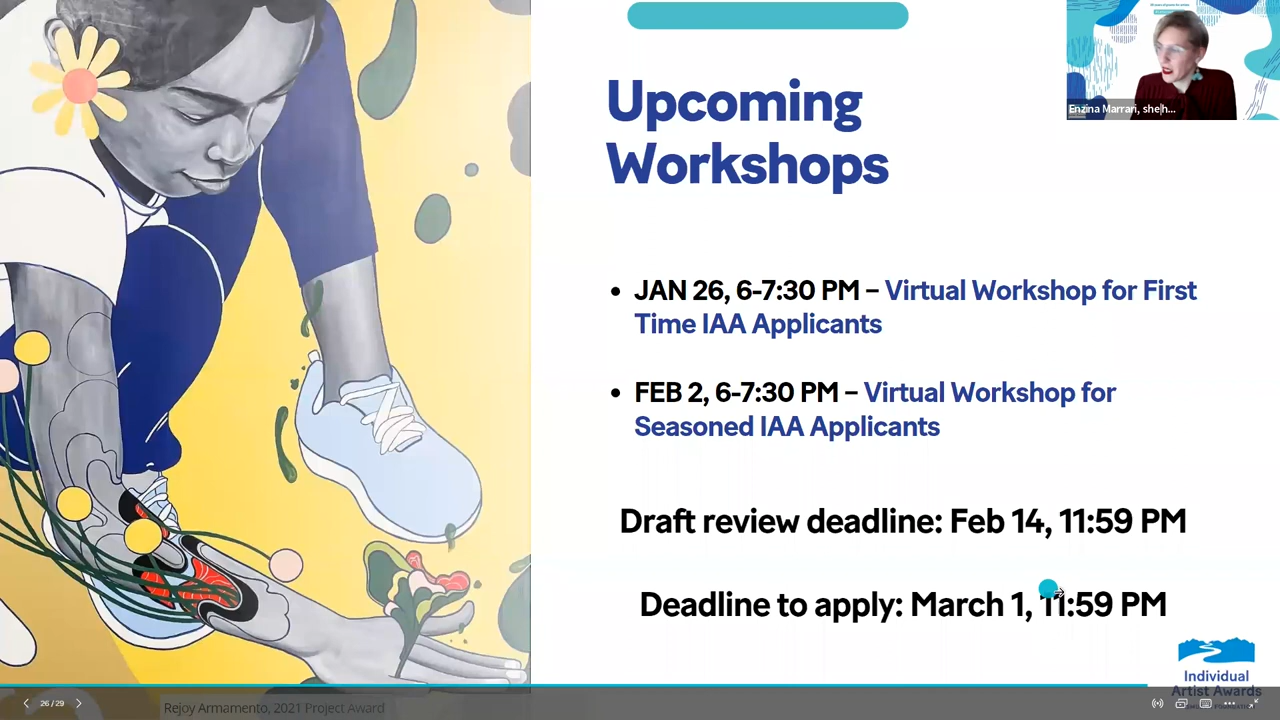 Upcoming
Workshops
Enzina Marrari, she|h...
• JAN 26, 6-7:30 PM – Virtual Workshop for First
Time IAA Applicants
• FEB 2, 6-7:30 PM – Virtual Workshop for
Seasoned IAA Applicants
Draft review deadline: Feb 14, 11:59 PM
Deadline to apply: March 1, 11:59 PM
Individual
Artist Awards
26 / 29
Rejoy Armamento, 2021 Project Award